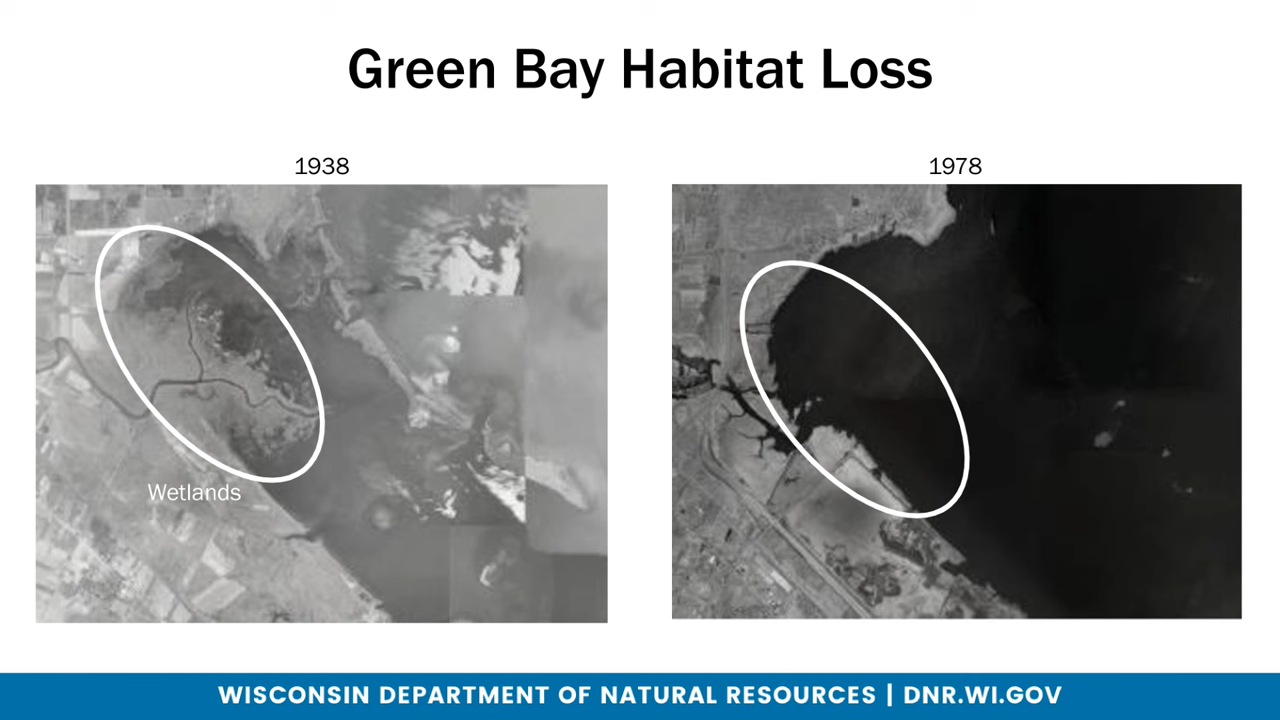 Green Bay Habitat Loss
1938
1978
Wetlands
WISCONSIN DEPARTMENT OF NATURAL RESOURCES | DNR.WI.GOV